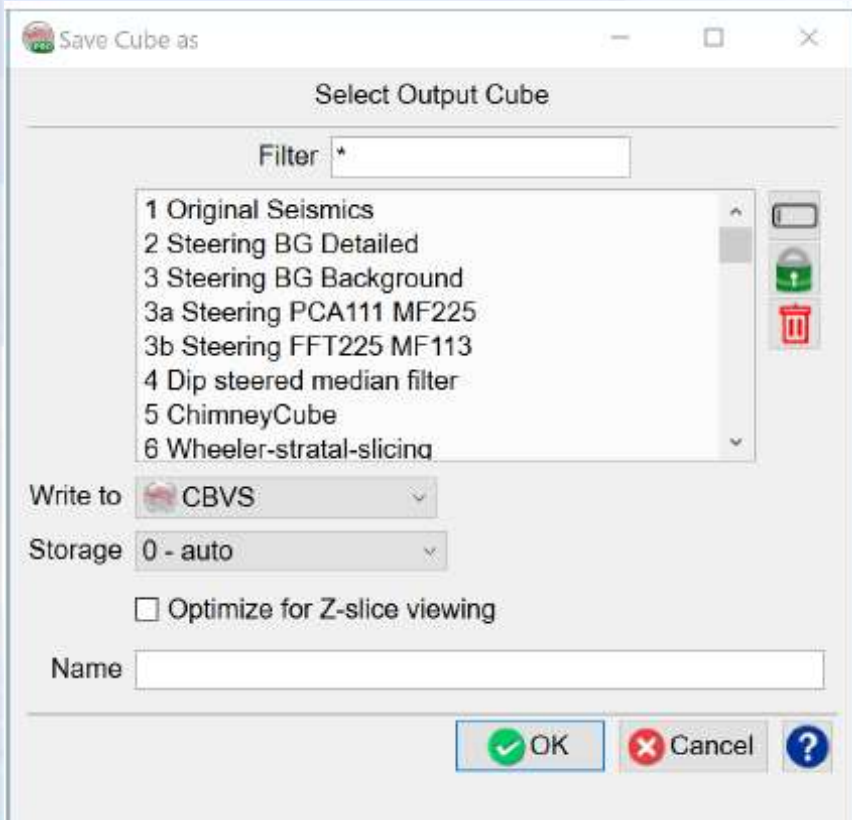 Save Cube as
Select Output Cube
Filter *
1 Original Seismics
2 Steering BG Detailed
3 Steering BG Background
3a Steering PCA111 MF225
3b Steering FFT225 MF113
4 Dip steered median filter
5 ChimneyCube
6 Wheeler-stratal-slicing
Write to CBVS
Storage 0 - auto
Optimize for Z-slice viewing
Name
OK Cancel ?